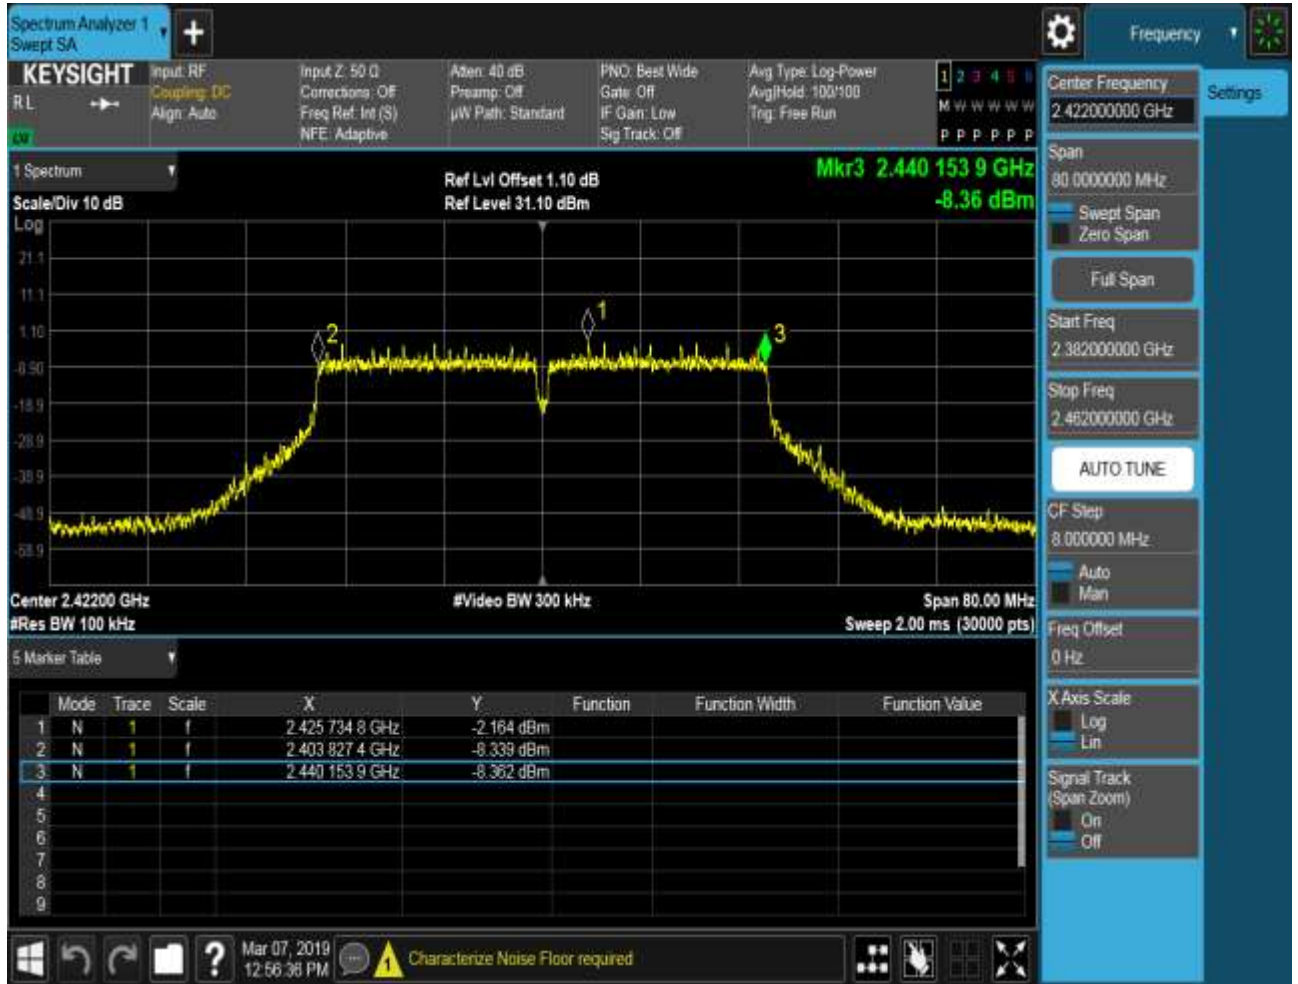 Spectrum Analyzer 1
Swept SA
Frequency
KEYSIGHT
RL
Input: RF
Coupling: DC
Align: Auto
Input Z: 50 Ω
Corrections: Off
Freq Ref: Int (S)
NFE: Adaptive
Atten: 40 dB
Preamp: Off
µW Path: Standard
PNO: Best Wide
Gate: Off
IF Gain: Low
Sig Track: Off
Avg Type: Log-Power
Avg|Hold: 100/100
Trig: Free Run
1 2 3 4 5 6
M W W W W W
P P P P P P
1 Spectrum
Scale/Div 10 dB
Ref Lvl Offset 1.10 dB
Ref Level 31.10 dBm
Mkr3 2.440 153 9 GHz
-8.36 dBm
Log
21.1
11.1
1.10
-8.90
-18.9
-28.9
-38.9
-48.9
-58.9
1
2
3
Center 2.42200 GHz
#Res BW 100 kHz
#Video BW 300 kHz
Span 80.00 MHz
Sweep 2.00 ms (30000 pts)
5 Marker Table
Mode Trace Scale X Y Function Function Width Function Value
1 N 1 f 2.425 734 8 GHz -2.164 dBm
2 N 1 f 2.403 827 4 GHz -8.339 dBm
3 N 1 f 2.440 153 9 GHz -8.362 dBm
4
5
6
7
8
9
Mar 07, 2019
12:56:36 PM
?
1
Characterize Noise Floor required
Center Frequency
2.422000000 GHz
Settings
Span
80.0000000 MHz
Swept Span
Zero Span
Full Span
Start Freq
2.382000000 GHz
Stop Freq
2.462000000 GHz
AUTO TUNE
CF Step
8.000000 MHz
Auto
Man
Freq Offset
0 Hz
X Axis Scale
Log
Lin
Signal Track
(Span Zoom)
On
Off